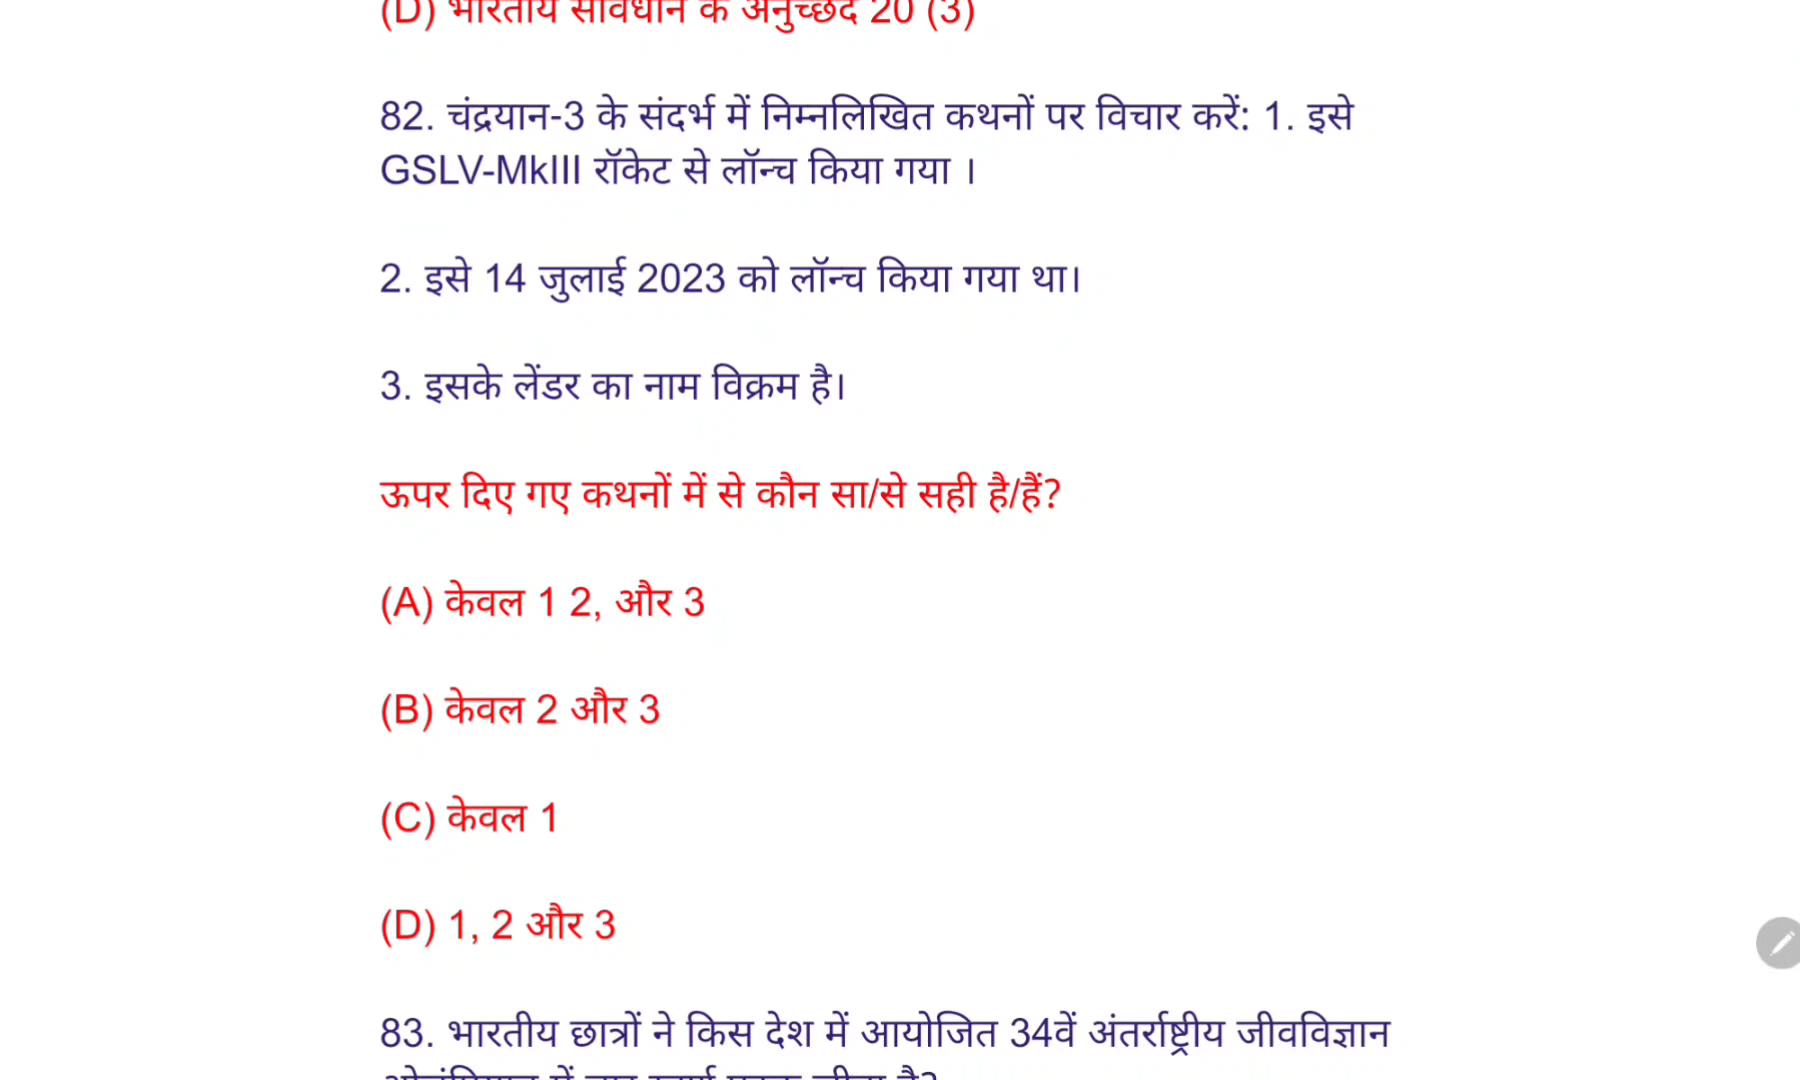 (D) भारतीय संविधान के अनुच्छेद 20 (3)
82. चंद्रयान-3 के संदर्भ में निम्नलिखित कथनों पर विचार करें: 1. इसे
GSLV-MkIII रॉकेट से लॉन्च किया गया ।
2. इसे 14 जुलाई 2023 को लॉन्च किया गया था।
3. इसके लेंडर का नाम विक्रम है।
ऊपर दिए गए कथनों में से कौन सा/से सही है/हैं?
(A) केवल 1 2, और 3
(B) केवल 2 और 3
(C) केवल 1
(D) 1, 2 और 3
83. भारतीय छात्रों ने किस देश में आयोजित 34वें अंतर्राष्ट्रीय जीवविज्ञान